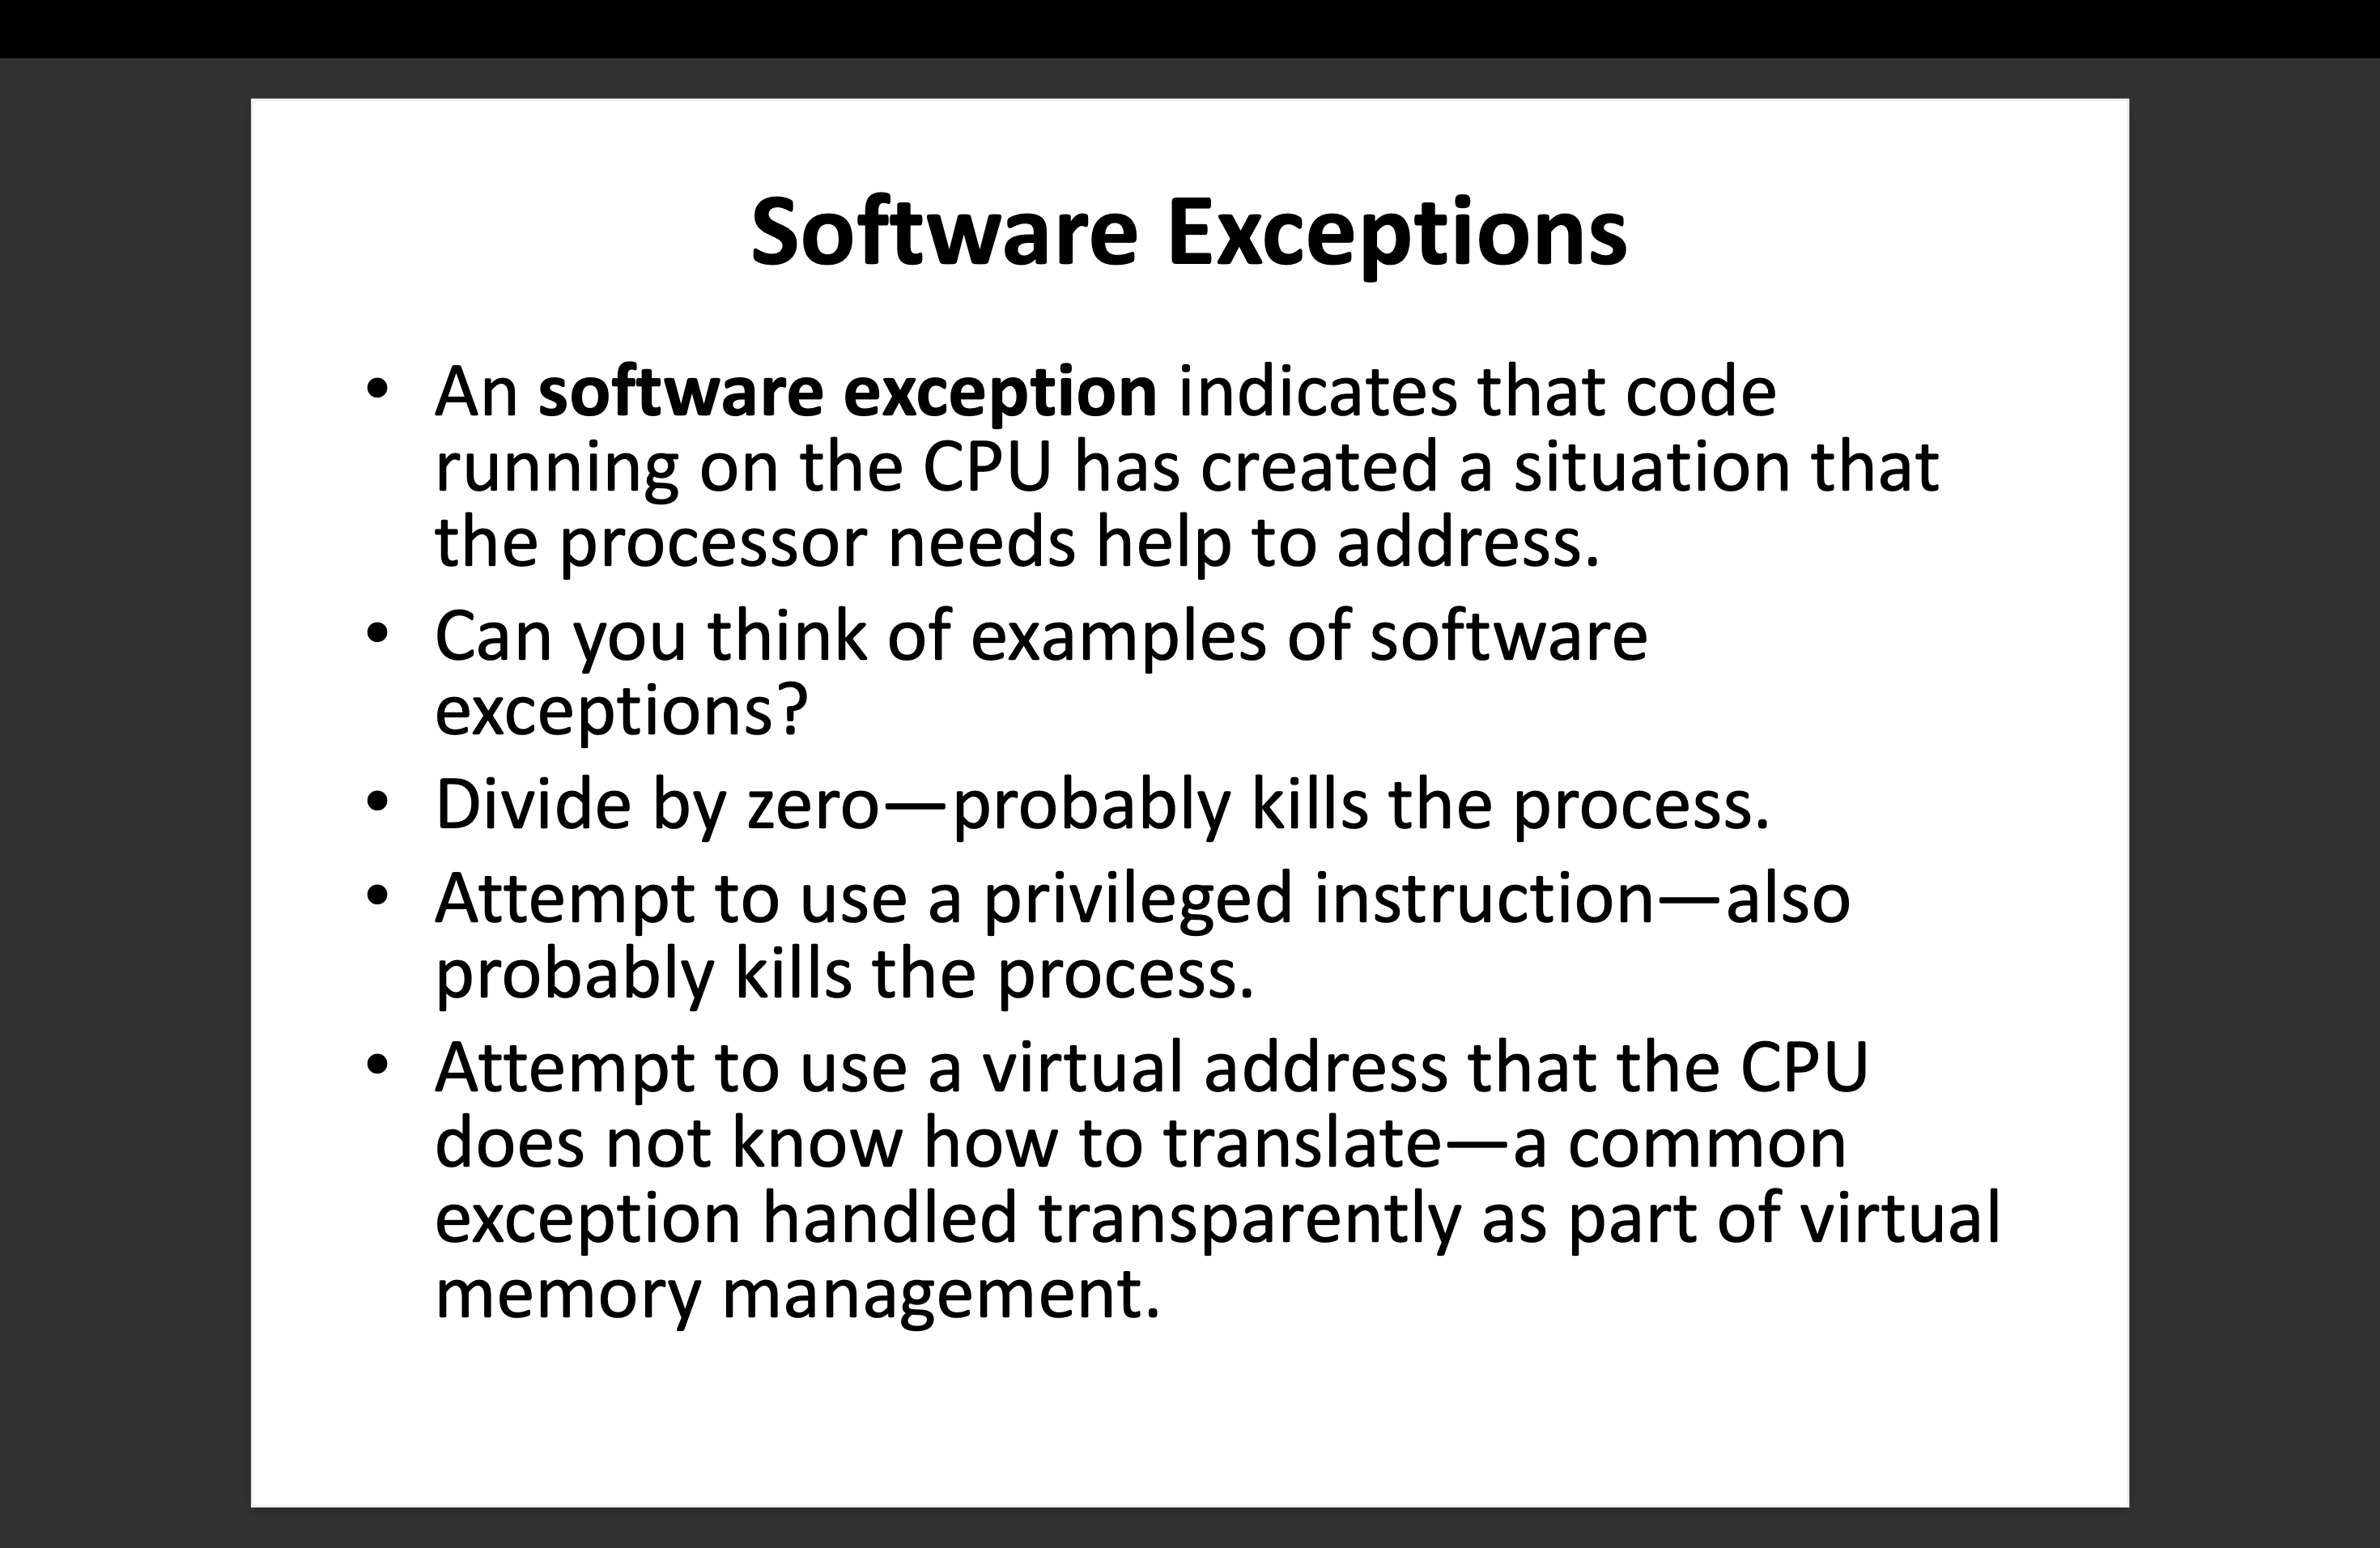 Software Exceptions
• An software exception indicates that code
running on the CPU has created a situation that
the processor needs help to address.
• Can you think of examples of software
exceptions?
• Divide by zero—probably kills the process.
• Attempt to use a privileged instruction—also
probably kills the process.
• Attempt to use a virtual address that the CPU
does not know how to translate—a common
exception handled transparently as part of virtual
memory management.